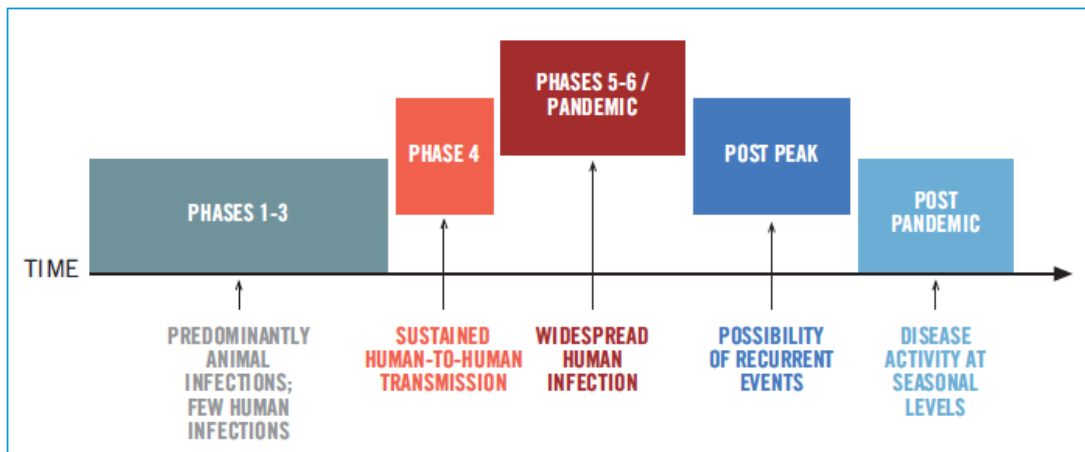 PHASES 5-6 /
PANDEMIC
PHASE 4
POST PEAK
PHASES 1-3
POST
PANDEMIC
TIME
PREDOMINANTLY
ANIMAL
INFECTIONS;
FEW HUMAN
INFECTIONS
SUSTAINED
HUMAN-TO-HUMAN
TRANSMISSION
WIDESPREAD
HUMAN
INFECTION
POSSIBILITY
OF RECURRENT
EVENTS
DISEASE
ACTIVITY AT
SEASONAL
LEVELS